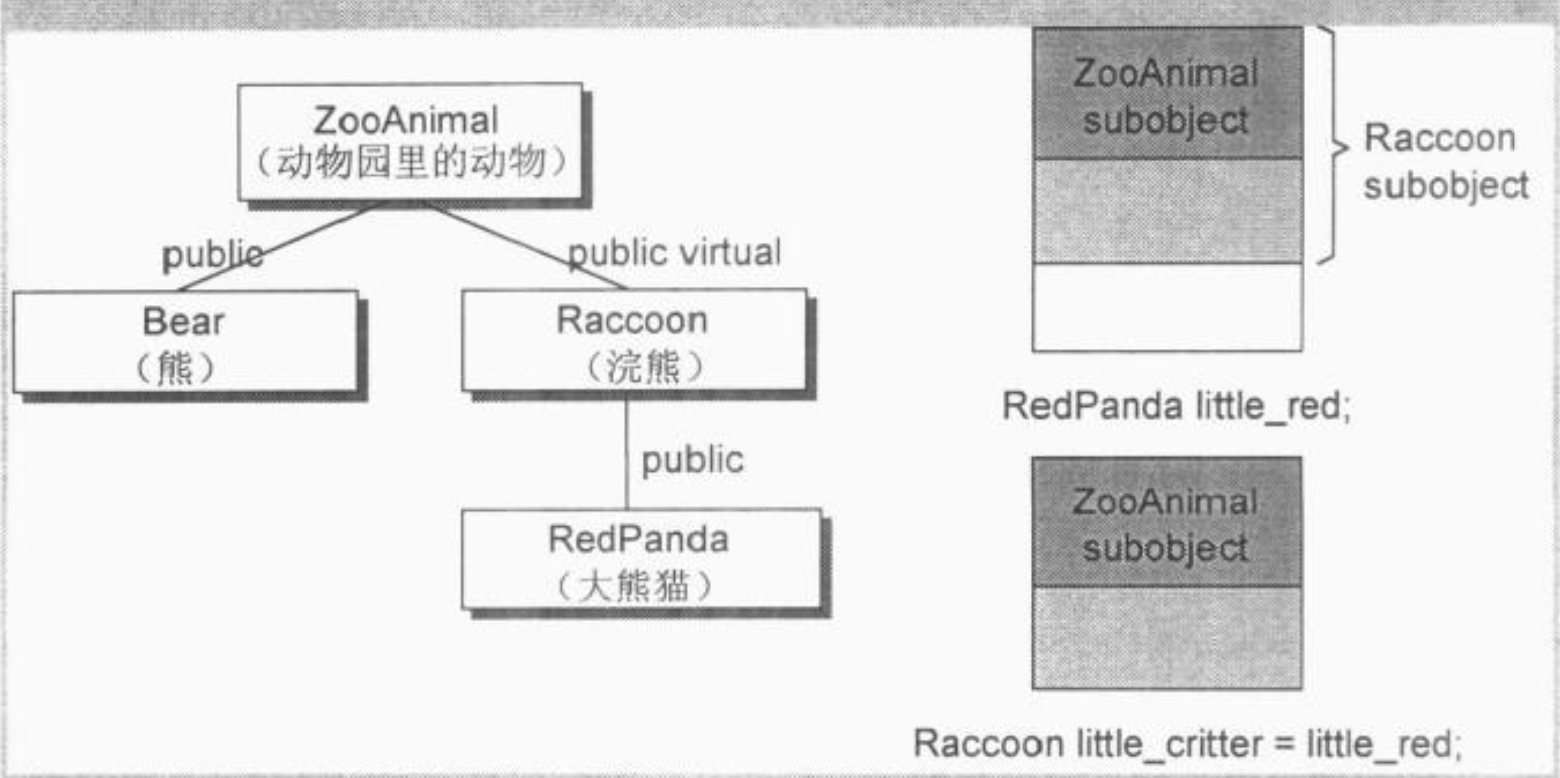 ZooAnimal
（动物园里的动物）
public
public virtual
Bear
（熊）
Raccoon
（浣熊）
public
RedPanda
（大熊猫）
ZooAnimal
subobject
Raccoon
subobject
RedPanda little_red;
ZooAnimal
subobject
Raccoon little_critter = little_red;